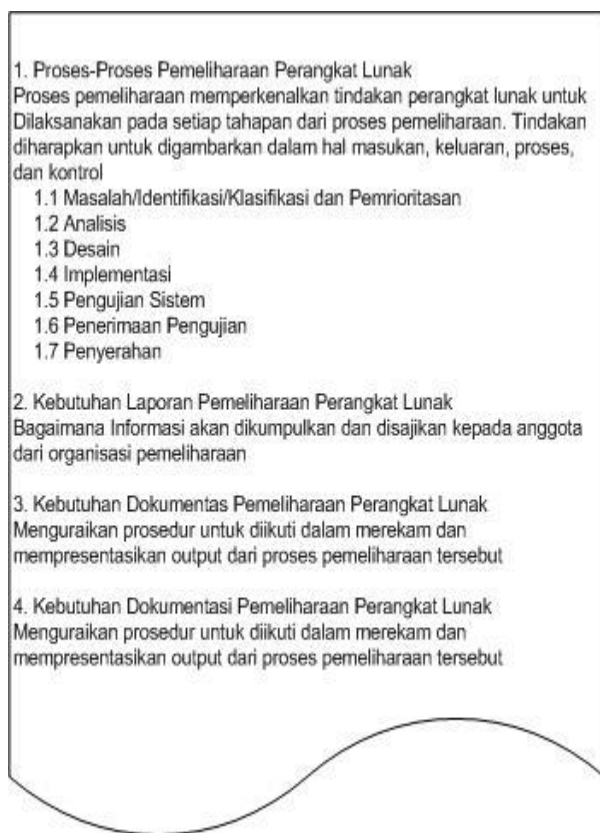 1. Proses-Proses Pemeliharaan Perangkat Lunak
Proses pemeliharaan memperkenalkan tindakan perangkat lunak untuk
Dilaksanakan pada setiap tahapan dari proses pemeliharaan. Tindakan
diharapkan untuk digambarkan dalam hal masukan, keluaran, proses,
dan kontrol
1.1 Masalah/Identifikasi/Klasifikasi dan Pemrioritasan
1.2 Analisis
1.3 Desain
1.4 Implementasi
1.5 Pengujian Sistem
1.6 Penerimaan Pengujian
1.7 Penyerahan
2. Kebutuhan Laporan Pemeliharaan Perangkat Lunak
Bagaimana Informasi akan dikumpulkan dan disajikan kepada anggota
dari organisasi pemeliharaan
3. Kebutuhan Dokumentas Pemeliharaan Perangkat Lunak
Menguraikan prosedur untuk diikuti dalam merekam dan
mempresentasikan output dari proses pemeliharaan tersebut
4. Kebutuhan Dokumentasi Pemeliharaan Perangkat Lunak
Menguraikan prosedur untuk diikuti dalam merekam dan
mempresentasikan output dari proses pemeliharaan tersebut